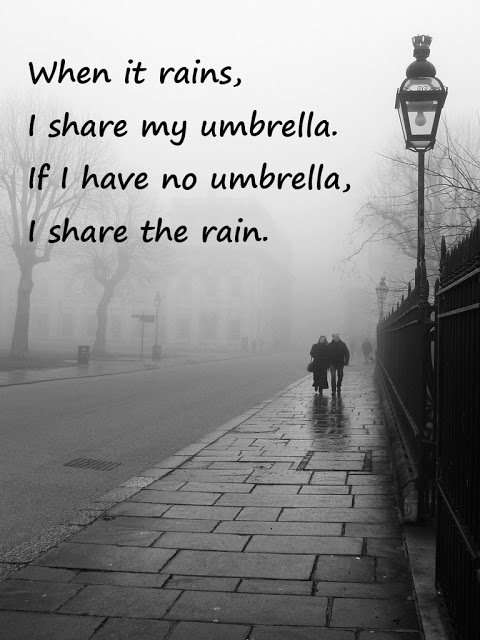 When it rains,
I share my umbrella.
If I have no umbrella,
I share the rain.